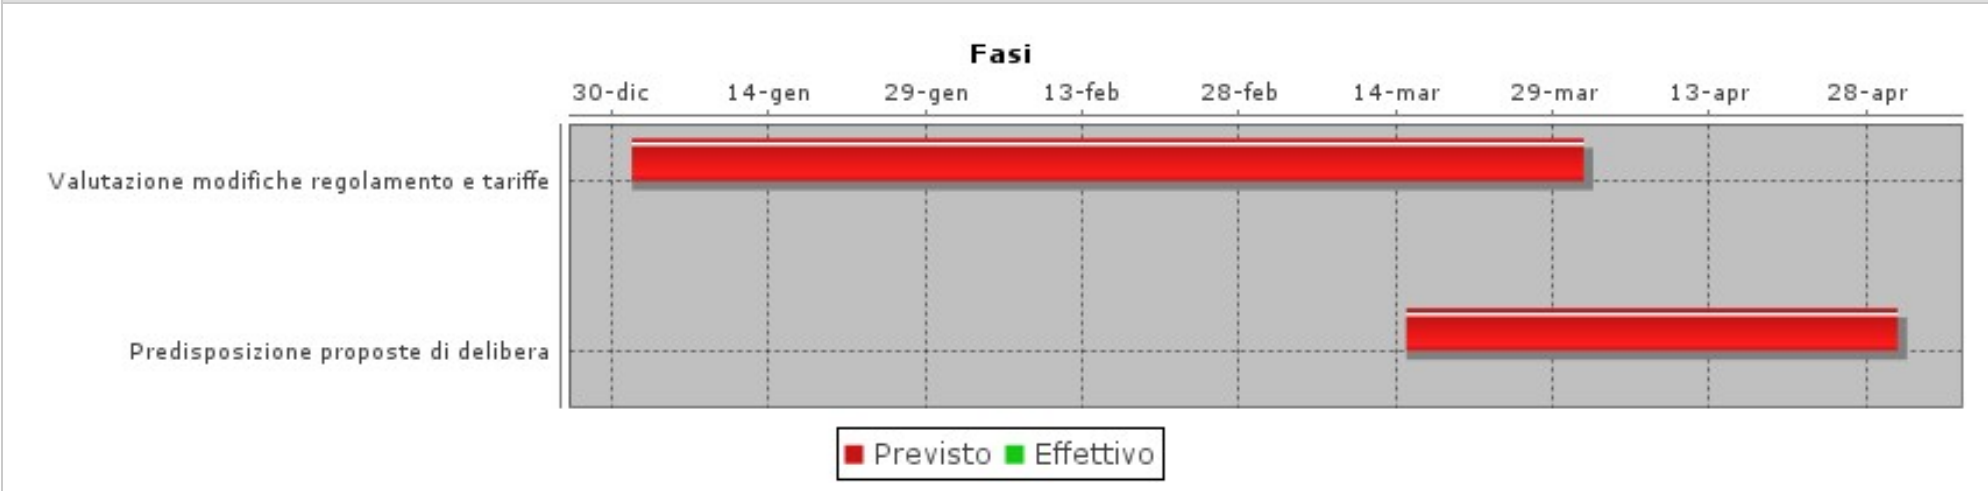 Fasi
30-dic 14-gen 29-gen 13-feb 28-feb 14-mar 29-mar 13-apr 28-apr
Valutazione modifiche regolamento e tariffe
Predisposizione proposte di delibera
Previsto Effettivo